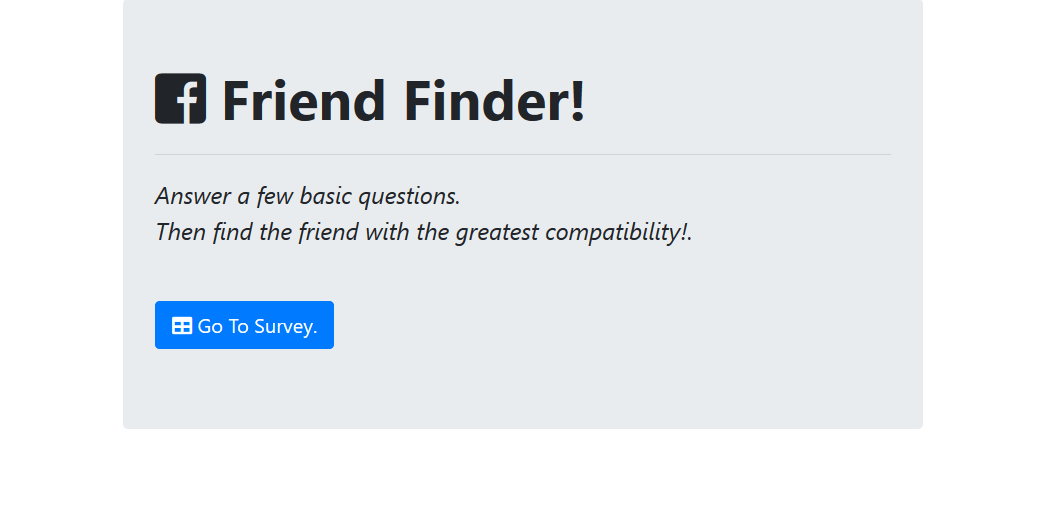 Friend Finder!
Answer a few basic questions.
Then find the friend with the greatest compatibility!.
Go To Survey.